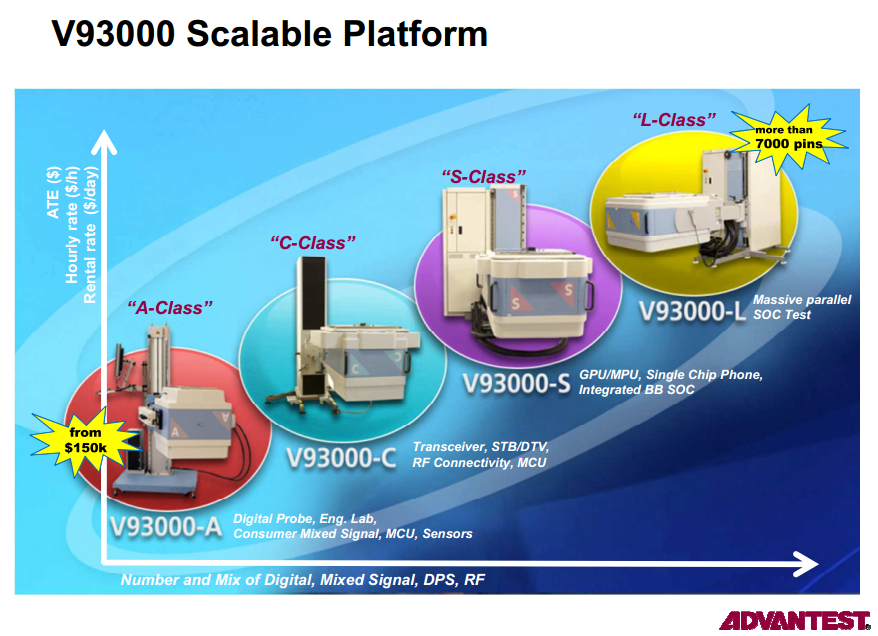 V93000 Scalable Platform
ATE ($)
Hourly rate ($/h)
Rental rate ($/day)
“A-Class”
“C-Class”
“S-Class”
“L-Class”
more than
7000 pins
from
$150k
A
A
C
C
S
S
S
V93000-A
Digital Probe, Eng. Lab,
Consumer Mixed Signal, MCU, Sensors
V93000-C
Transceiver, STB/DTV,
RF Connectivity, MCU
V93000-S
GPU/MPU, Single Chip Phone,
Integrated BB SOC
V93000-L
Massive parallel
SOC Test
Number and Mix of Digital, Mixed Signal, DPS, RF
ADVANTEST®